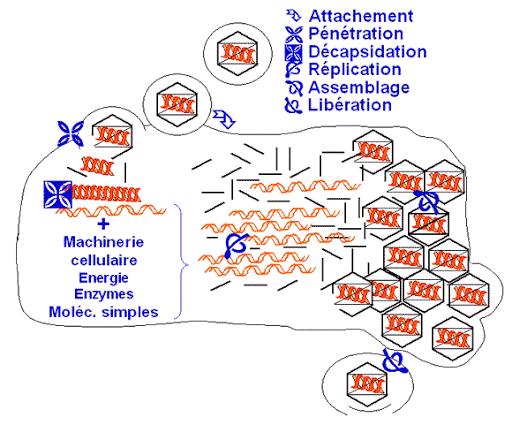 Attachement
Pénétration
Décapsidation
Réplication
Assemblage
Libération
+
Machinerie
cellulaire
Energie
Enzymes
Moléc. simples